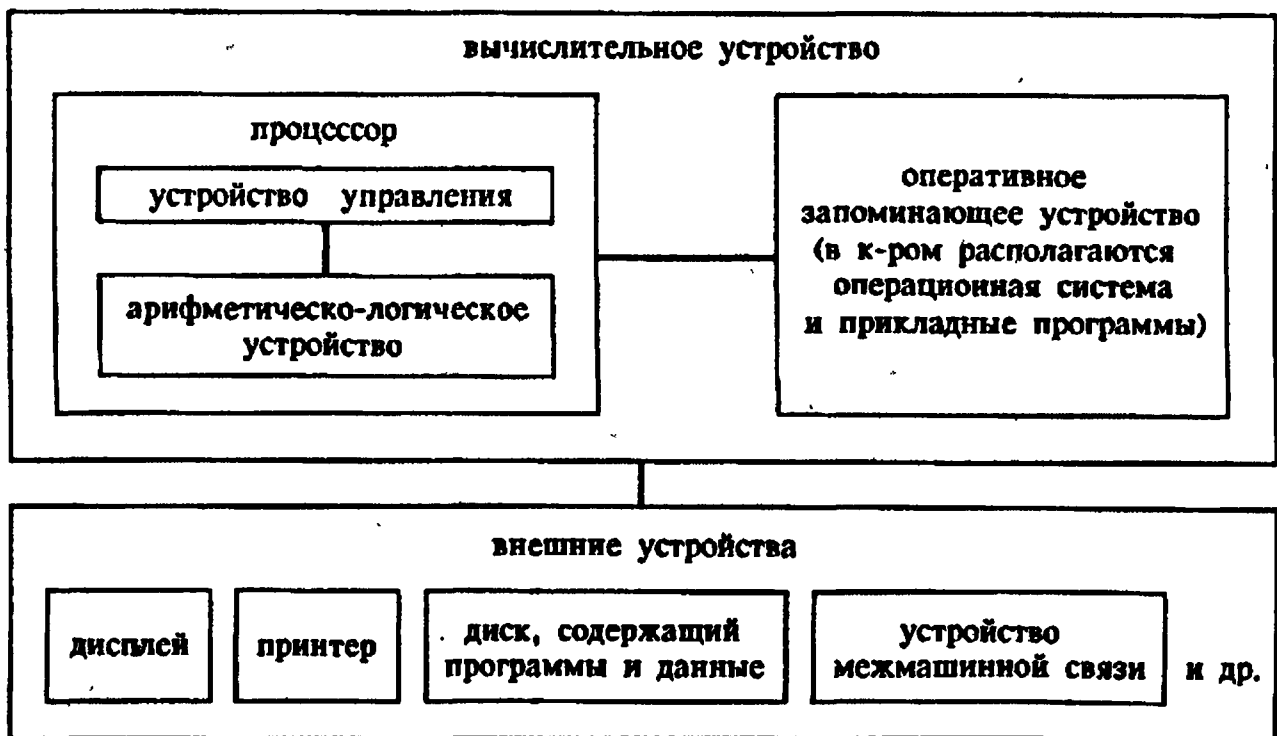 вычислительное устройство
процессор
устройство управления
арифметическо-логическое
устройство
оперативное
запоминающее устройство
(в к-ром располагаются
операционная система
и прикладные программы)
внешние устройства
дисплей
принтер
диск, содержащий
программы и данные
устройство
межмашинной связи
и др.